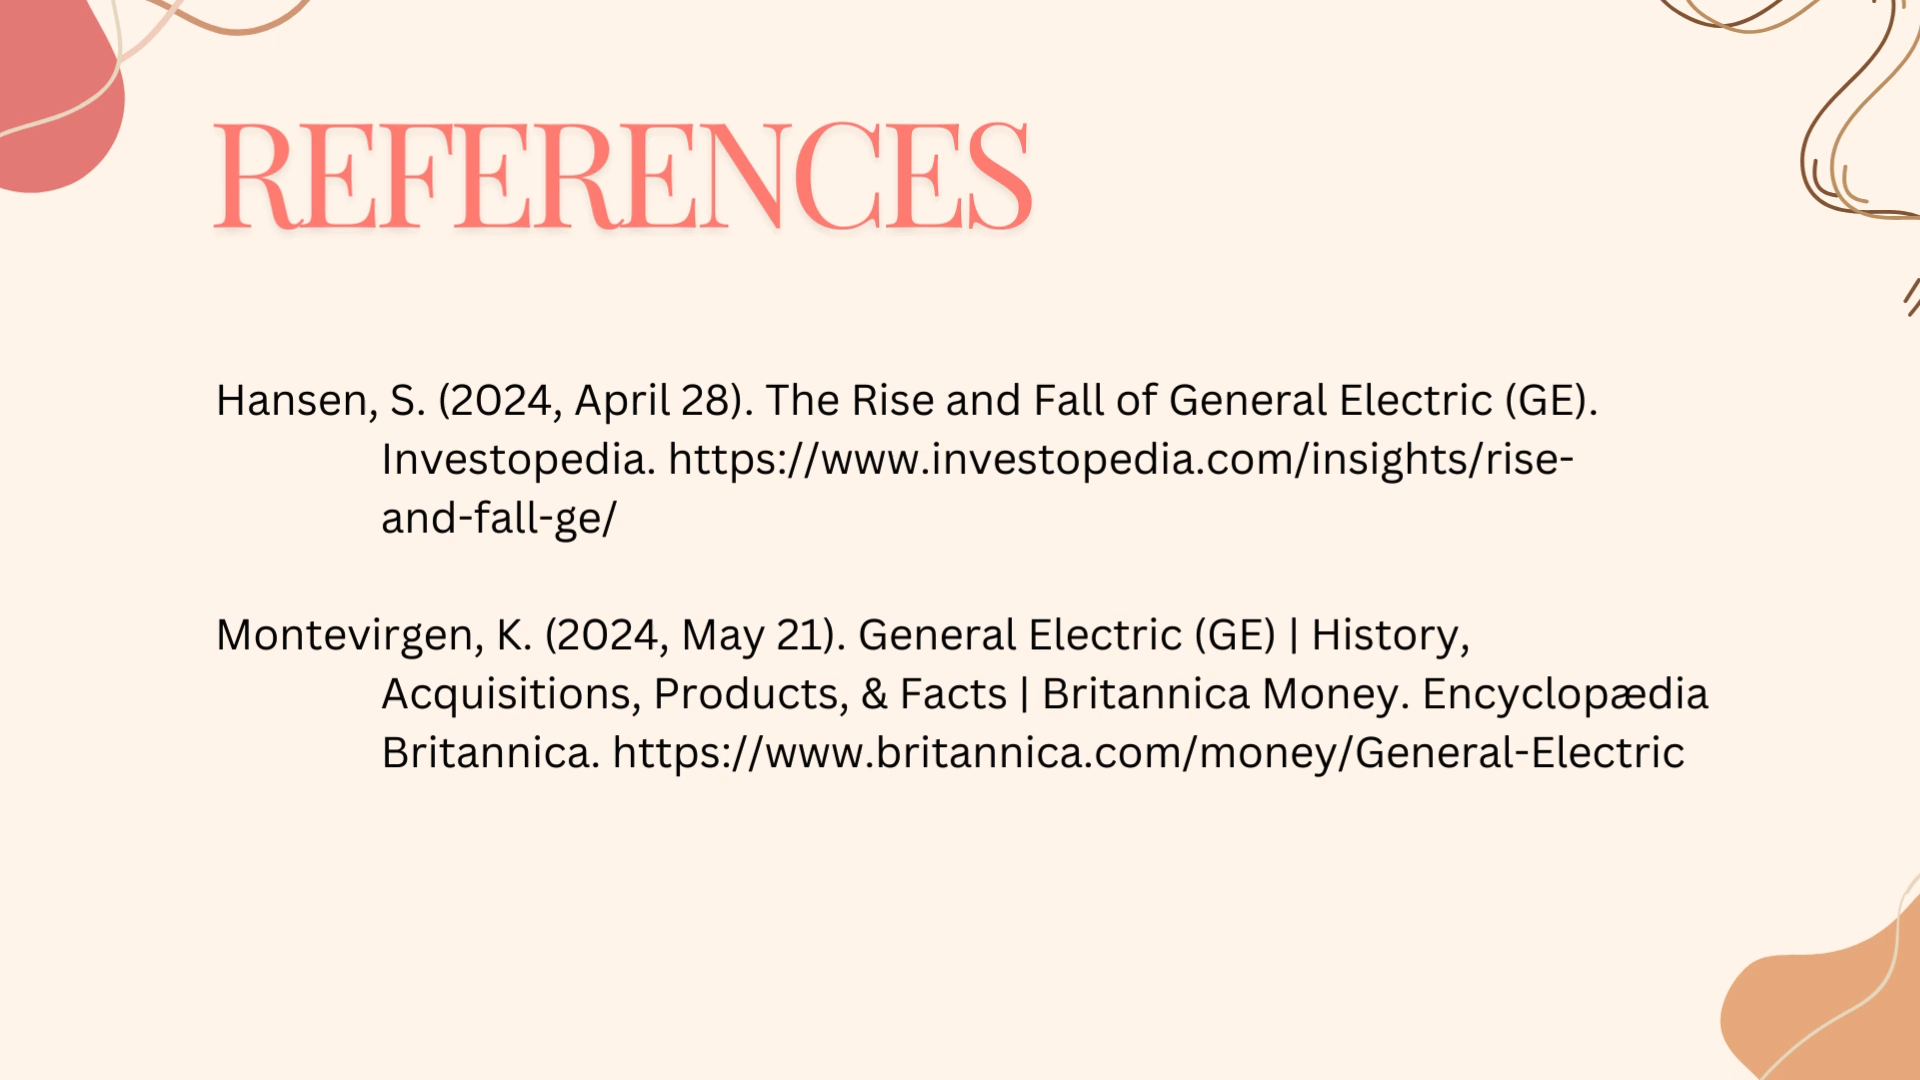 REFERENCES
Hansen, S. (2024, April 28). The Rise and Fall of General Electric (GE).
Investopedia. https://www.investopedia.com/insights/rise-
and-fall-ge/
Montevirgen, K. (2024, May 21). General Electric (GE) | History,
Acquisitions, Products, & Facts | Britannica Money. Encyclopædia
Britannica. https://www.britannica.com/money/General-Electric